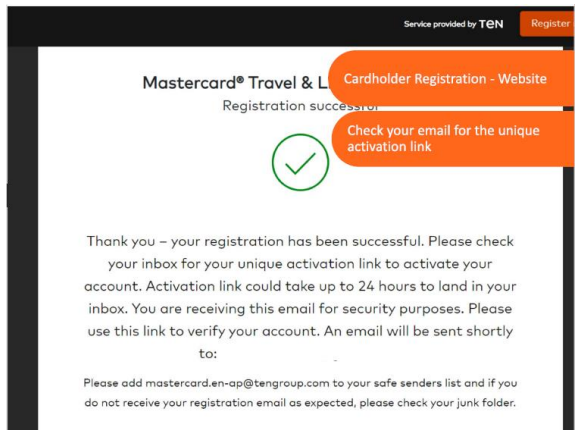 Service provided by TEN
Register
Mastercard® Travel & L
Cardholder Registration - Website
Registration successful
Check your email for the unique
activation link
Thank you – your registration has been successful. Please check
your inbox for your unique activation link to activate your
account. Activation link could take up to 24 hours to land in your
inbox. You are receiving this email for security purposes. Please
use this link to verify your account. An email will be sent shortly
to:
Please add mastercard.en-ap@tengroup.com to your safe senders list and if you
do not receive your registration email as expected, please check your junk folder.